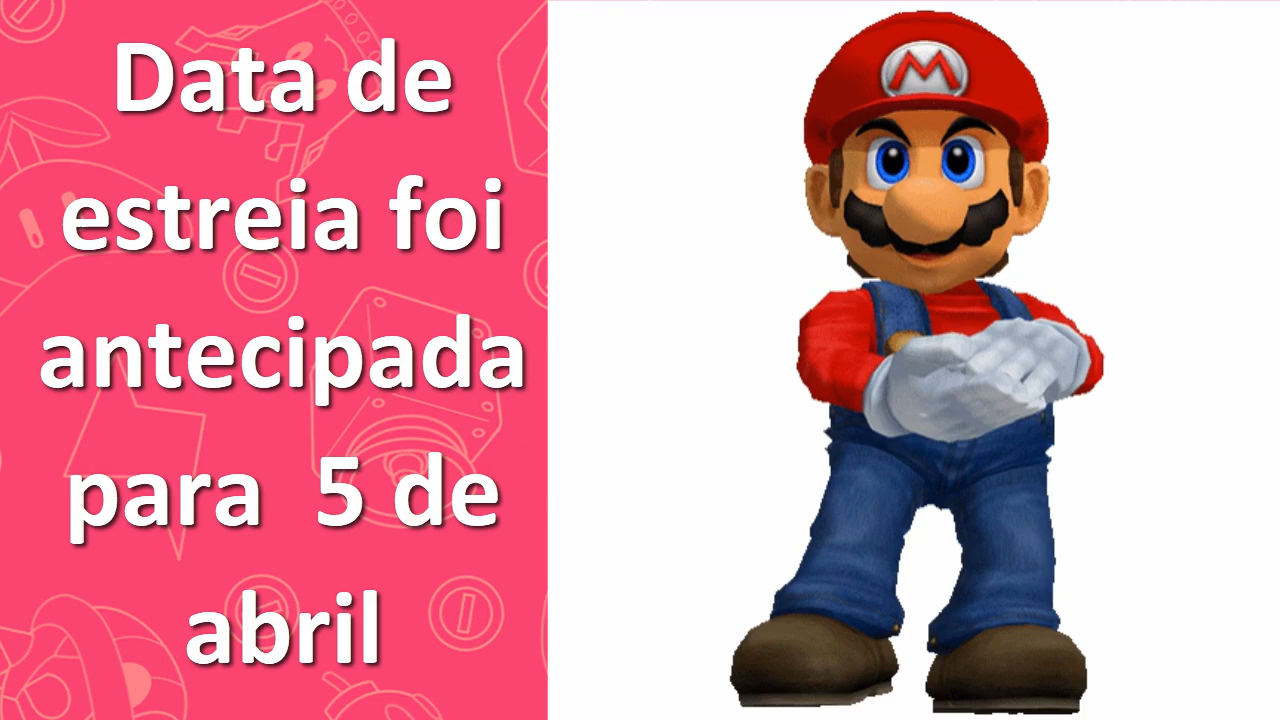 Data de
estreia foi
antecipada
para 5 de
abril
M